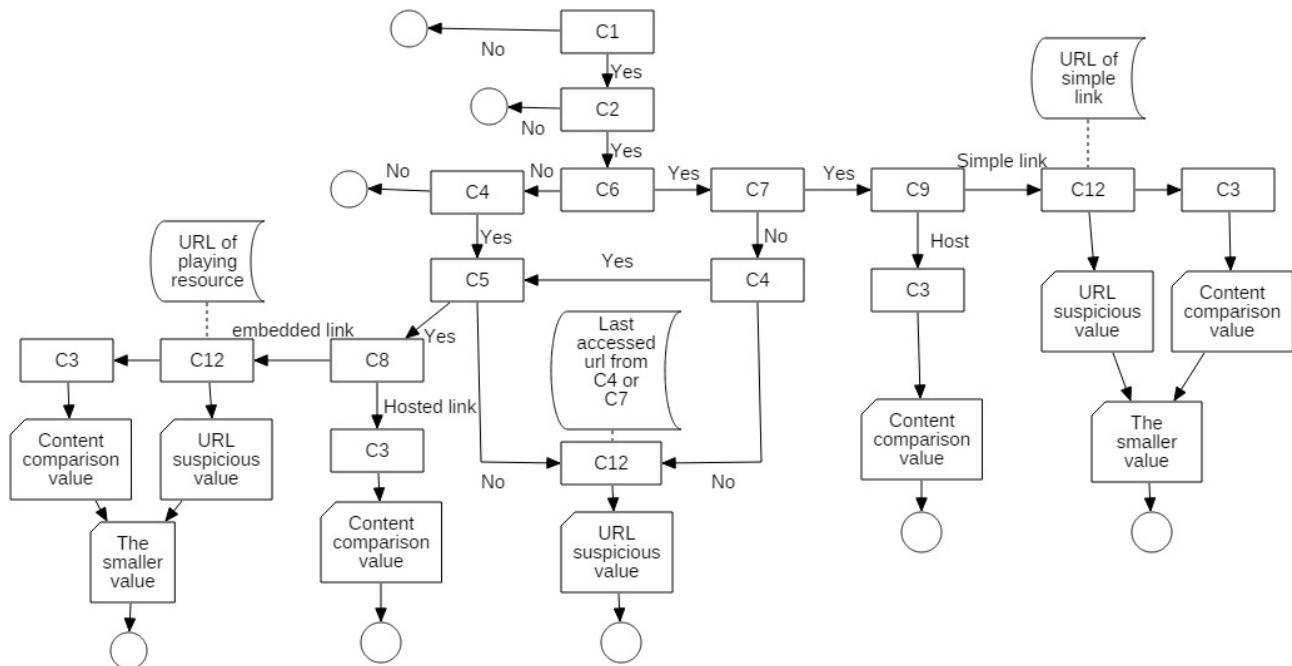 C1
No
Yes
C2
No
Yes
URL of
simple
link
No
C4
No
C6
Yes
C7
Yes
C9
Simple link
C12
C3
Yes
No
Host
URL of
playing
resource
C5
Yes
C4
C3
URL
suspicious
value
Content
comparison
value
Yes
Last
accessed
url from
C4 or
C7
C3
C12
embedded link
C8
Hosted link
C3
No
C12
No
Content
comparison
value
URL
suspicious
value
Content
comparison
value
The
smaller
value
The
smaller
value
Content
comparison
value
URL
suspicious
value